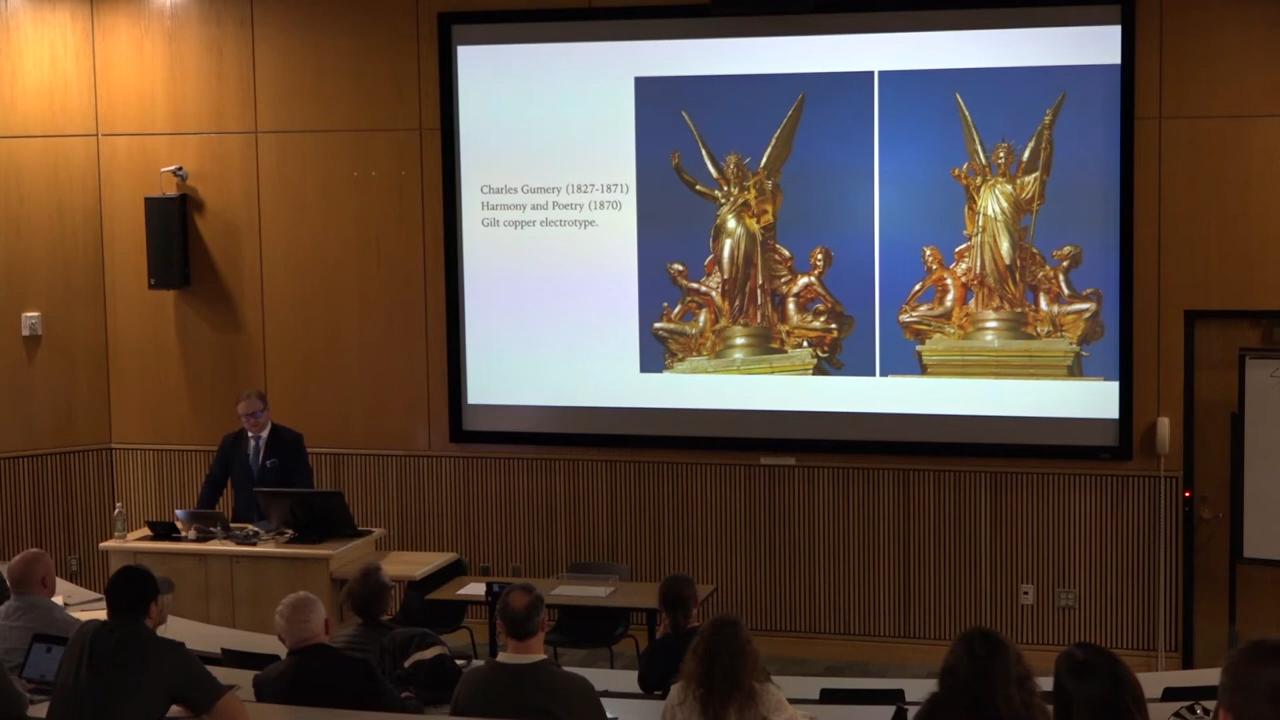 Charles Gumery (1827-1871)
Harmony and Poetry (1870)
Gilt copper electrotype.